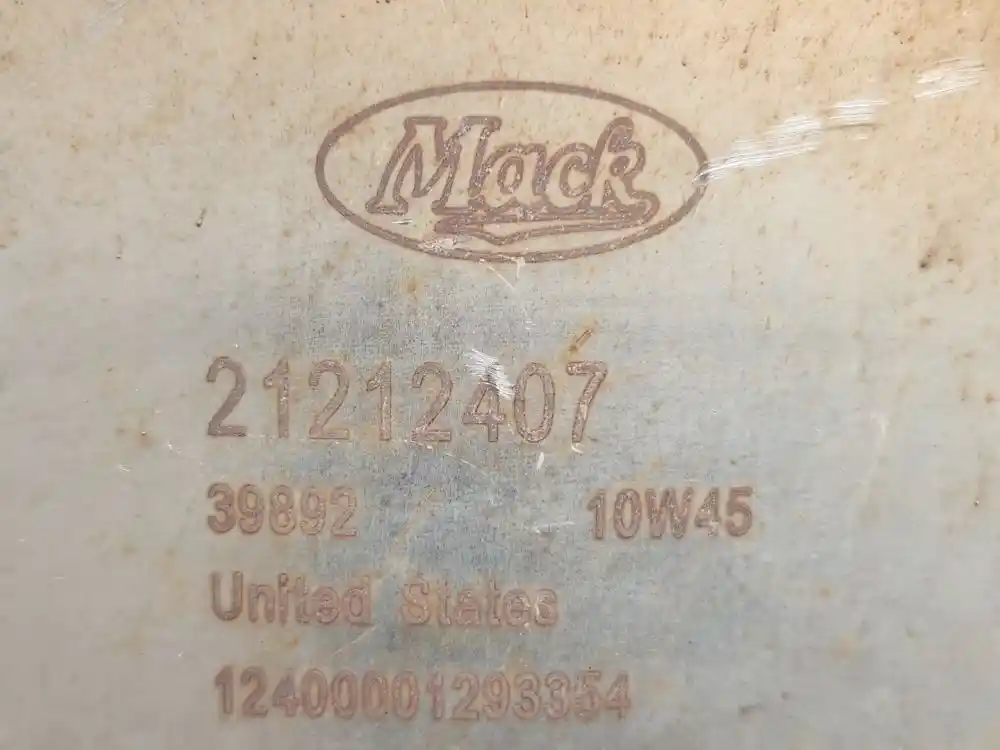 Mack
21212407
39892 10W45
United States
12400001293354